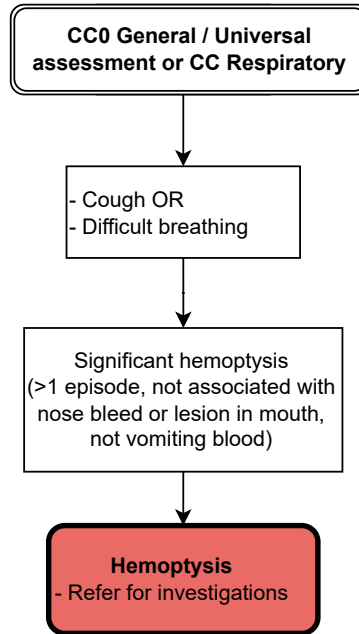 CC0 General / Universal
assessment or CC Respiratory
- Cough OR
- Difficult breathing
Significant hemoptysis
(>1 episode, not associated with
nose bleed or lesion in mouth,
not vomiting blood)
Hemoptysis
- Refer for investigations